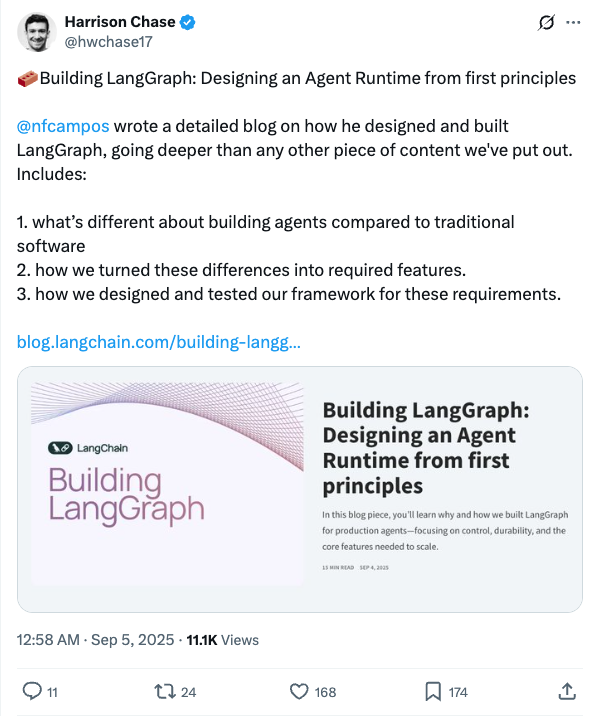 Harrison Chase
@hwchase17
🧱Building LangGraph: Designing an Agent Runtime from first principles
@nfcampos wrote a detailed blog on how he designed and built
LangGraph, going deeper than any other piece of content we've put out.
Includes:
1. what’s different about building agents compared to traditional
software
2. how we turned these differences into required features.
3. how we designed and tested our framework for these requirements.
blog.langchain.com/building-langg...
LangChain
Building
LangGraph
Building LangGraph:
Designing an Agent
Runtime from first
principles
In this blog piece, you'll learn why and how we built LangGraph
for production agents—focusing on control, durability, and the
core features needed to scale.
13 MIN READ SEP 4, 2025
12:58 AM · Sep 5, 2025 · 11.1K Views
11 24 168 174